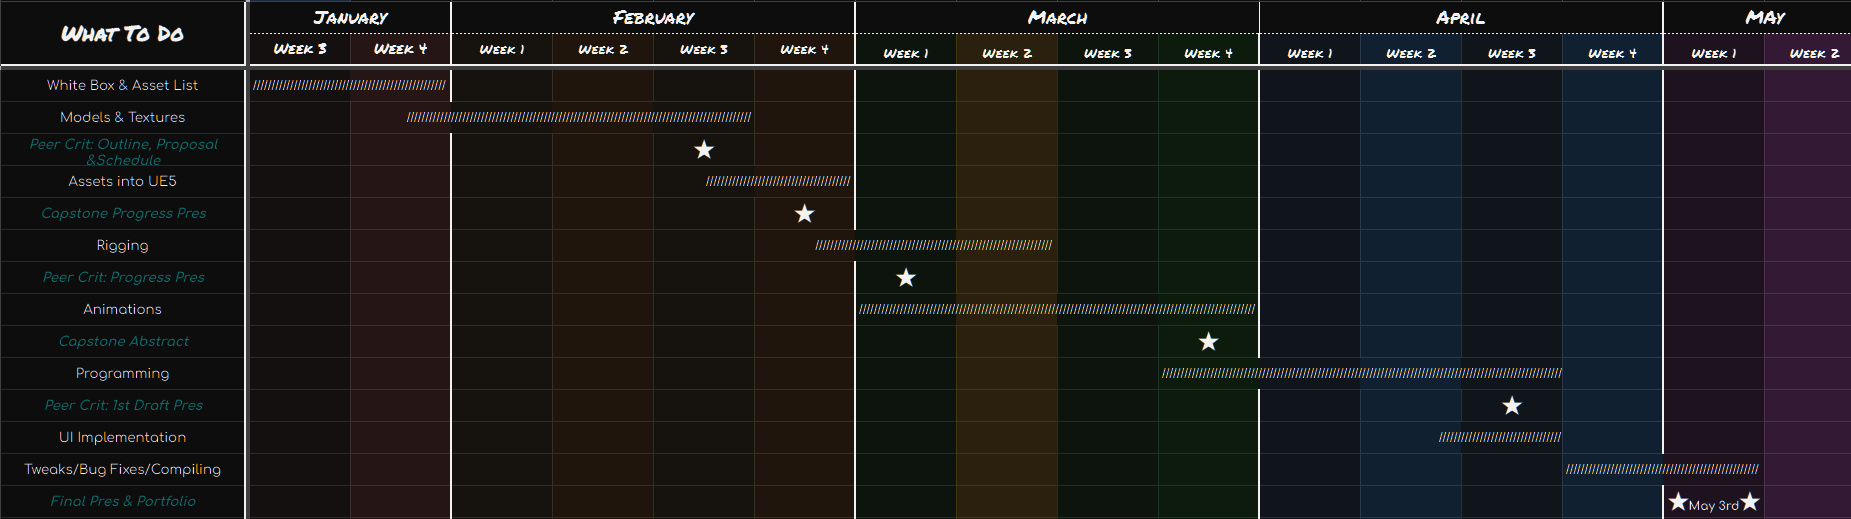 What To Do
January
February
March
April
May
Week 3
Week 4
Week 1
Week 2
Week 3
Week 4
Week 1
Week 2
Week 3
Week 4
Week 1
Week 2
Week 3
Week 4
Week 1
Week 2
White Box & Asset List
Models & Textures
Peer Crit: Outline, Proposal
&Schedule
Assets into UE5
Capstone Progress Pres
Rigging
Peer Crit: Progress Pres
Animations
Capstone Abstract
Programming
Peer Crit: 1st Draft Pres
UI Implementation
Tweaks/Bug Fixes/Compiling
Final Pres & Portfolio
May 3rd